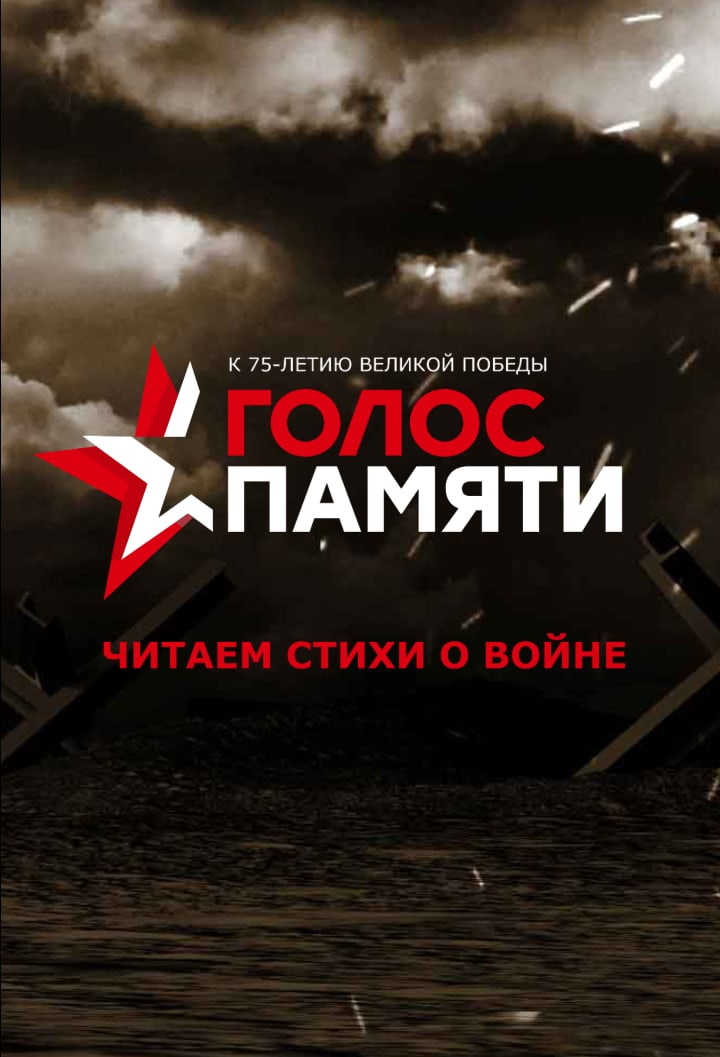 К 75-ЛЕТИЮ ВЕЛИКОЙ ПОБЕДЫ
ГОЛОС
ПАМЯТИ
ЧИТАЕМ СТИХИ О ВОЙНЕ